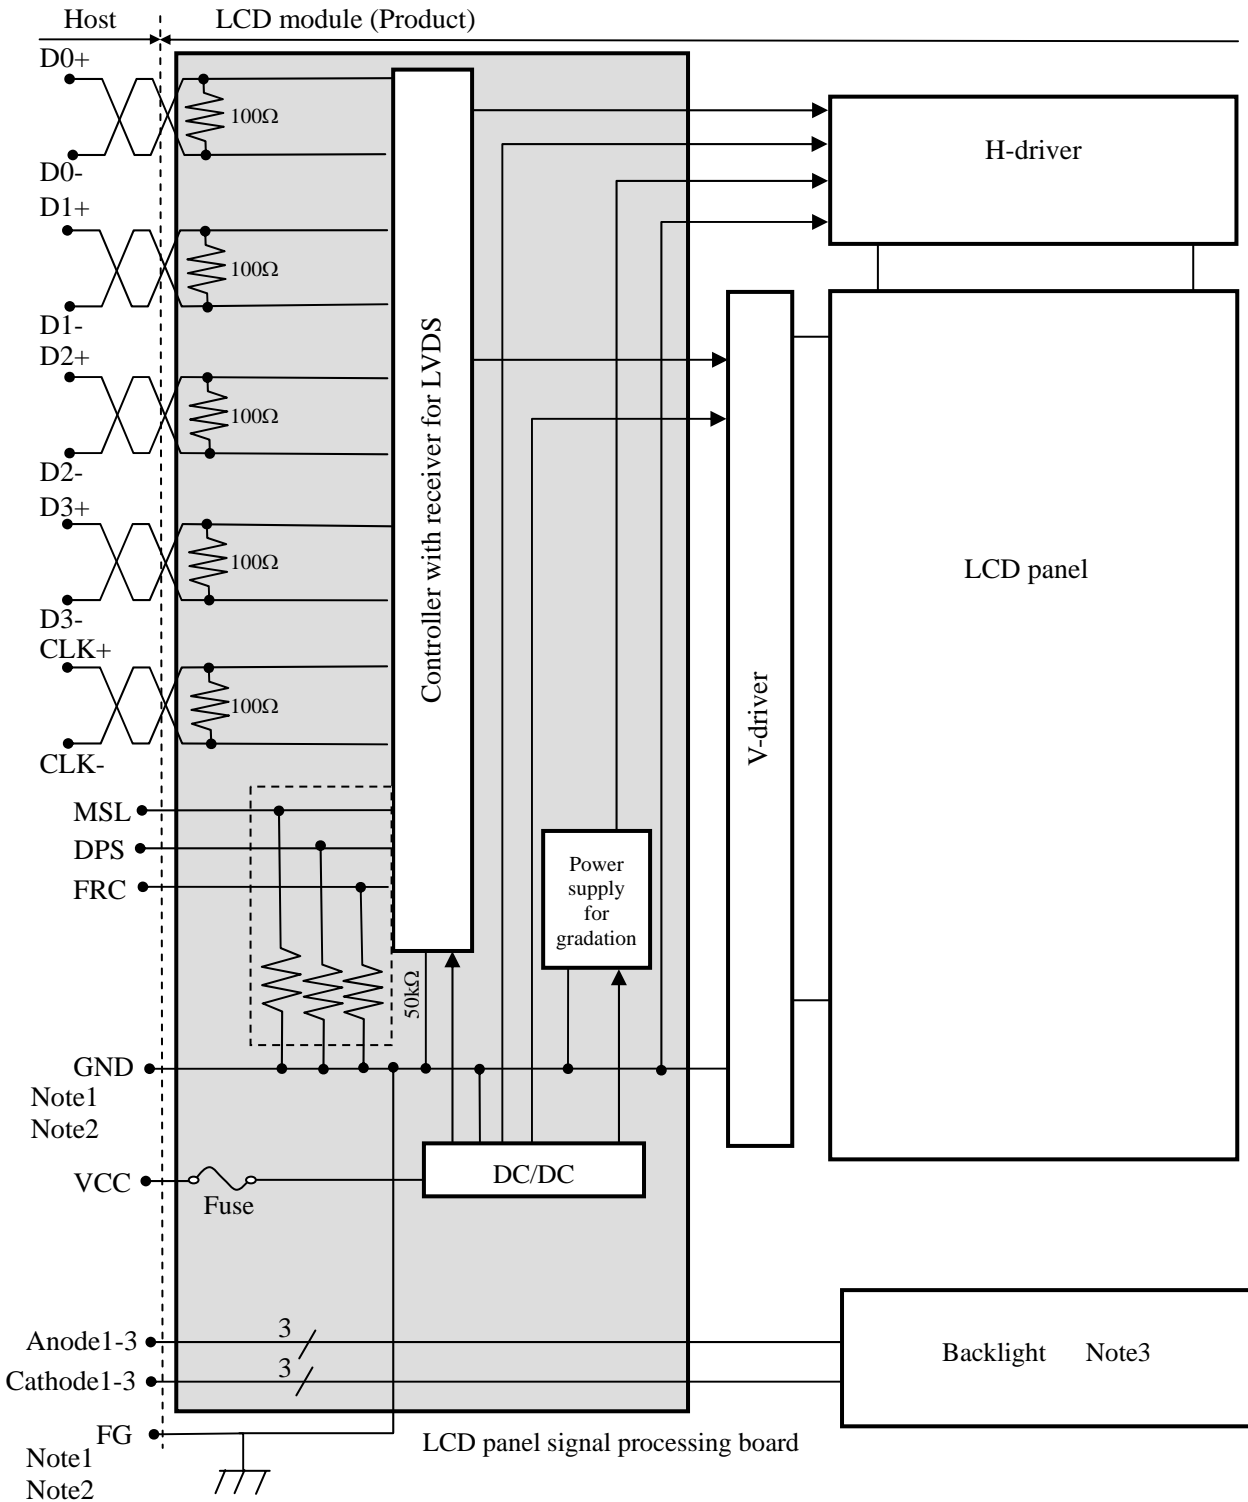 Host
LCD module (Product)
D0+
100Ω
D0-
D1+
100Ω
D1-
D2+
100Ω
D2-
D3+
100Ω
D3-
CLK+
100Ω
CLK-
MSL
DPS
FRC
50kΩ
GND
Note1
Note2
VCC
Fuse
Anode1-3
3
Cathode1-3
3
FG
Note1
Note2
Controller with receiver for LVDS
Power
supply
for
gradation
DC/DC
H-driver
V-driver
LCD panel
Backlight Note3
LCD panel signal processing board